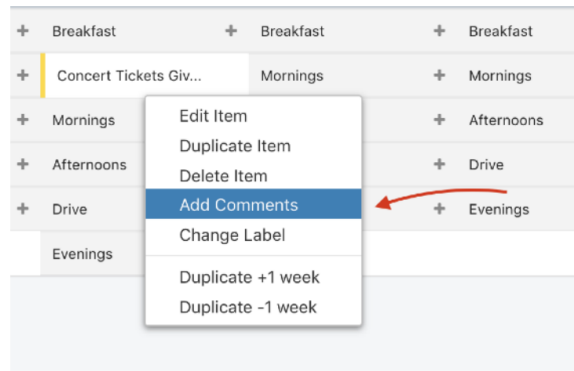 + Breakfast + Breakfast + Breakfast
+ Concert Tickets Giv... Mornings + Mornings
+ Mornings + Afternoons
+ Afternoons + Drive
+ Drive + Evenings
Evenings
Edit Item
Duplicate Item
Delete Item
Add Comments
Change Label
Duplicate +1 week
Duplicate -1 week